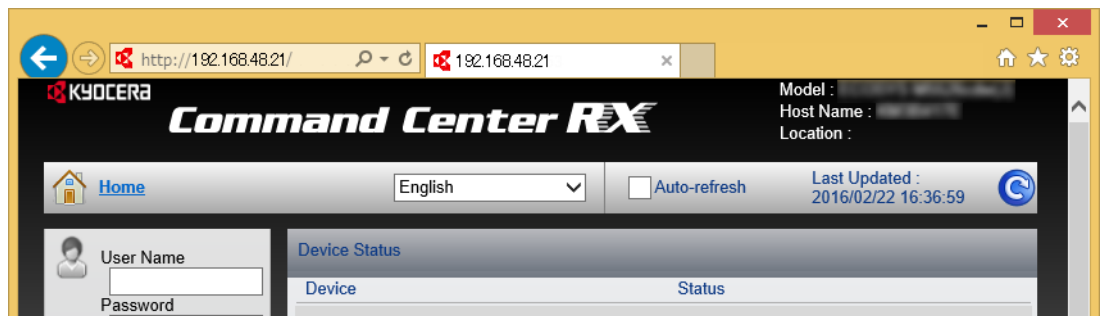 http://192.168.48.21/
192.168.48.21
KYOCERA
Command Center RX
Model :
Host Name :
Location :
Home
English
Auto-refresh
Last Updated :
2016/02/22 16:36:59
User Name
Password
Device Status
Device Status